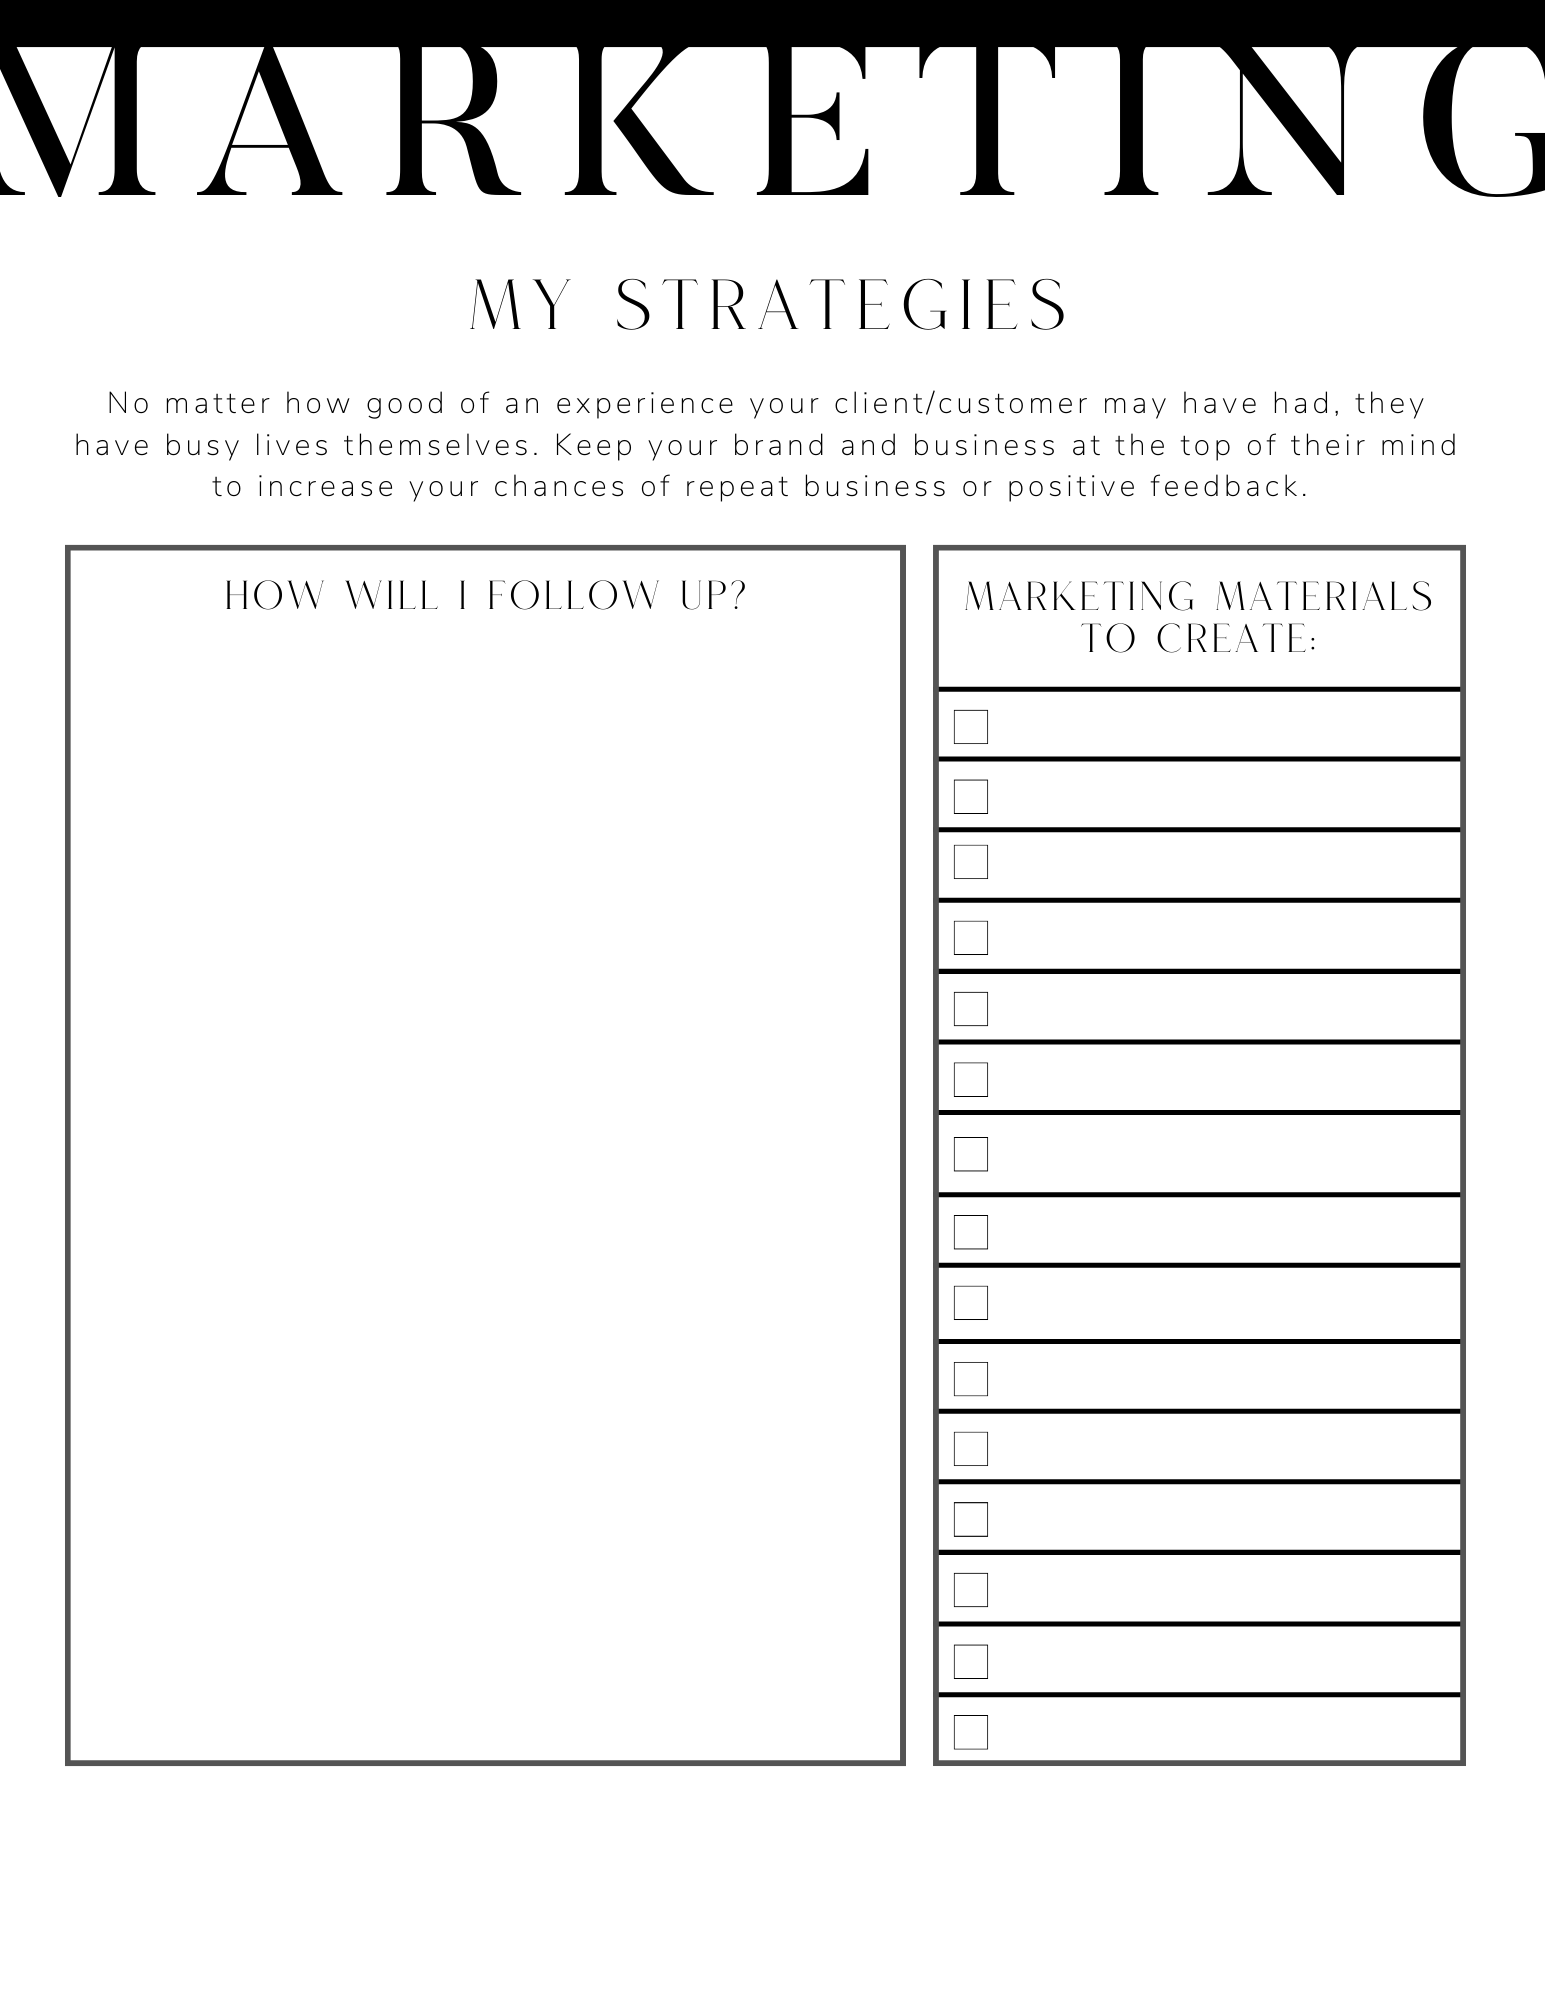 MARKETING
MY STRATEGIES
No matter how good of an experience your client/customer may have had, they
have busy lives themselves. Keep your brand and business at the top of their mind
to increase your chances of repeat business or positive feedback.
HOW WILL I FOLLOW UP?
MARKETING MATERIALS
TO CREATE: